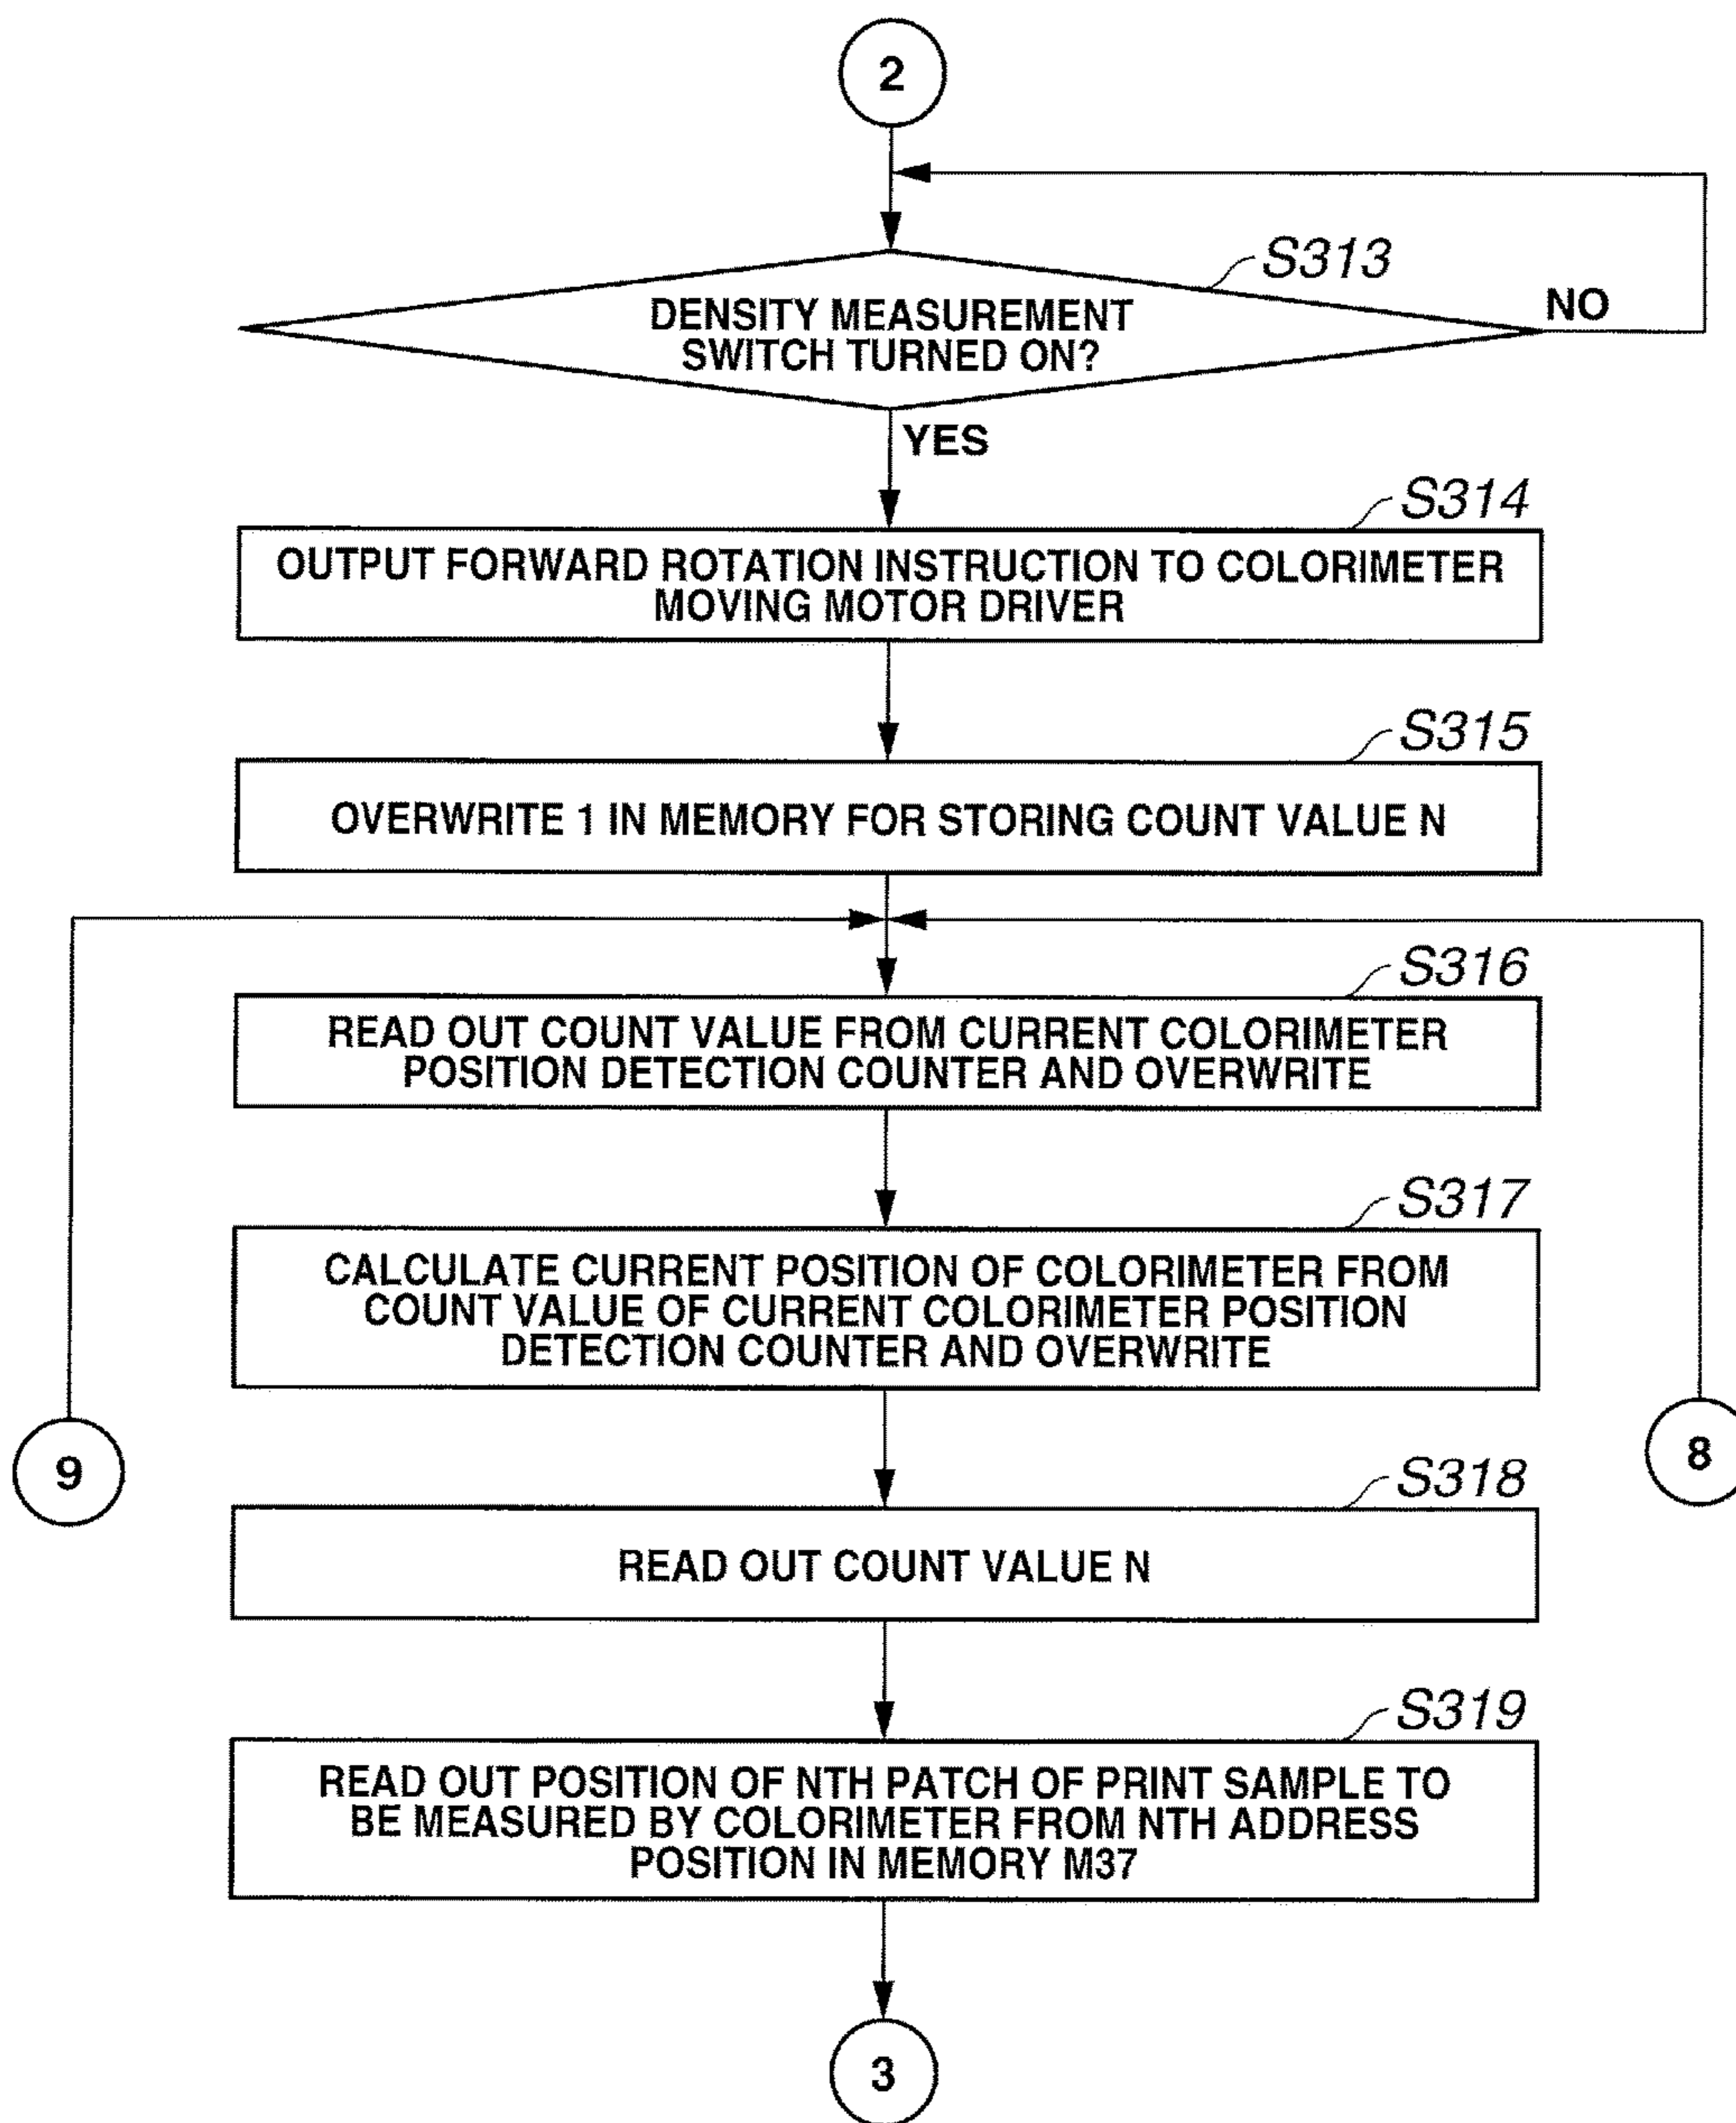 2
S313
DENSITY MEASUREMENT
SWITCH TURNED ON?
NO
YES
S314
OUTPUT FORWARD ROTATION INSTRUCTION TO COLORIMETER
MOVING MOTOR DRIVER
S315
OVERWRITE 1 IN MEMORY FOR STORING COUNT VALUE N
S316
READ OUT COUNT VALUE FROM CURRENT COLORIMETER
POSITION DETECTION COUNTER AND OVERWRITE
S317
CALCULATE CURRENT POSITION OF COLORIMETER FROM
COUNT VALUE OF CURRENT COLORIMETER POSITION
DETECTION COUNTER AND OVERWRITE
9
8
S318
READ OUT COUNT VALUE N
S319
READ OUT POSITION OF NTH PATCH OF PRINT SAMPLE TO
BE MEASURED BY COLORIMETER FROM NTH ADDRESS
POSITION IN MEMORY M37
3